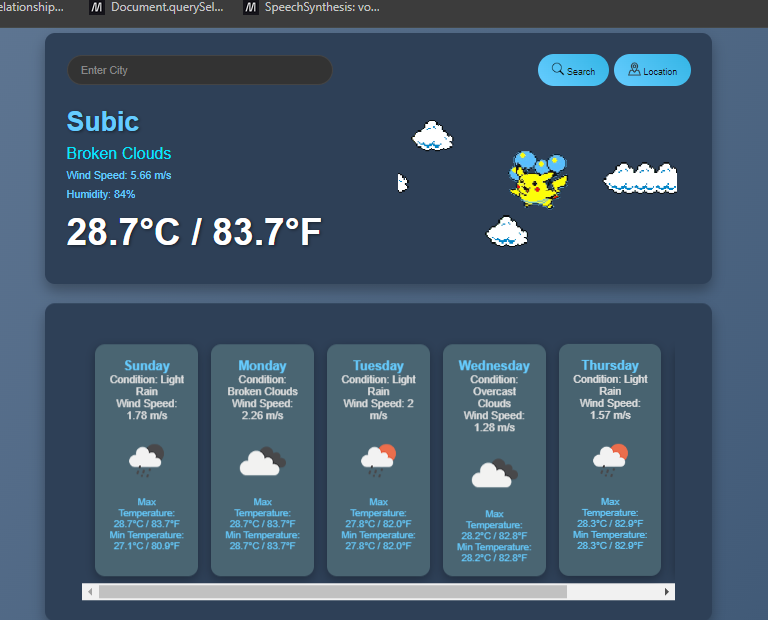 elationship...
Document.querySel...
SpeechSynthesis: vo...
Enter City
Search
Location
Subic
Broken Clouds
Wind Speed: 5.66 m/s
Humidity: 84%
28.7°C / 83.7°F
Sunday
Condition: Light
Rain
Wind Speed:
1.78 m/s
Max
Temperature:
28.7°C / 83.7°F
Min Temperature:
27.1°C / 80.9°F
Monday
Condition:
Broken Clouds
Wind Speed:
2.26 m/s
Max
Temperature:
28.7°C / 83.7°F
Min Temperature:
28.7°C / 83.7°F
Tuesday
Condition: Light
Rain
Wind Speed: 2
m/s
Max
Temperature:
27.8°C / 82.0°F
Min Temperature:
27.8°C / 82.0°F
Wednesday
Condition:
Overcast
Clouds
Wind Speed:
1.28 m/s
Max
Temperature:
28.2°C / 82.8°F
Min Temperature:
28.2°C / 82.8°F
Thursday
Condition: Light
Rain
Wind Speed:
1.57 m/s
Max
Temperature:
28.3°C / 82.9°F
Min Temperature:
28.3°C / 82.9°F